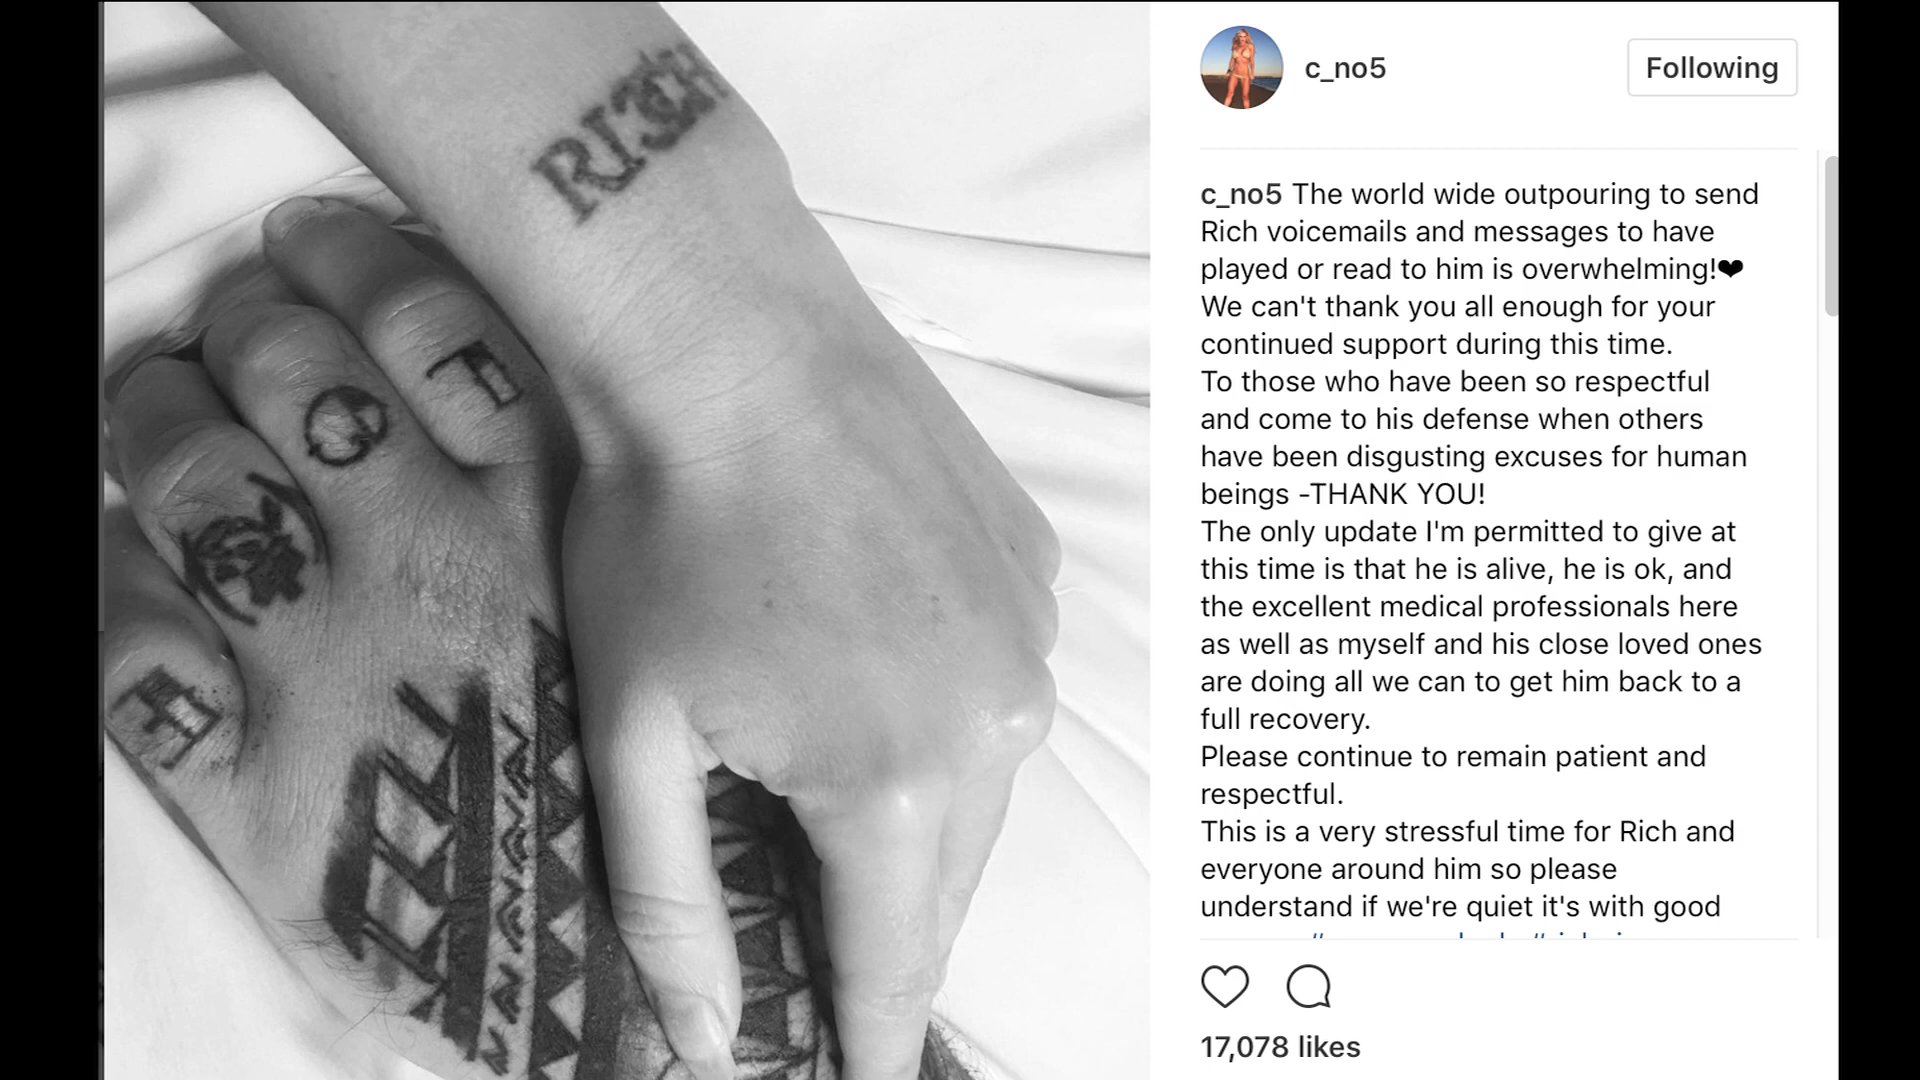 RICH
c_no5
Following
c_no5 The world wide outpouring to send
Rich voicemails and messages to have
played or read to him is overwhelming!❤
We can't thank you all enough for your
continued support during this time.
To those who have been so respectful
and come to his defense when others
have been disgusting excuses for human
beings -THANK YOU!
The only update I'm permitted to give at
this time is that he is alive, he is ok, and
the excellent medical professionals here
as well as myself and his close loved ones
are doing all we can to get him back to a
full recovery.
Please continue to remain patient and
respectful.
This is a very stressful time for Rich and
everyone around him so please
understand if we're quiet it's with good
17,078 likes